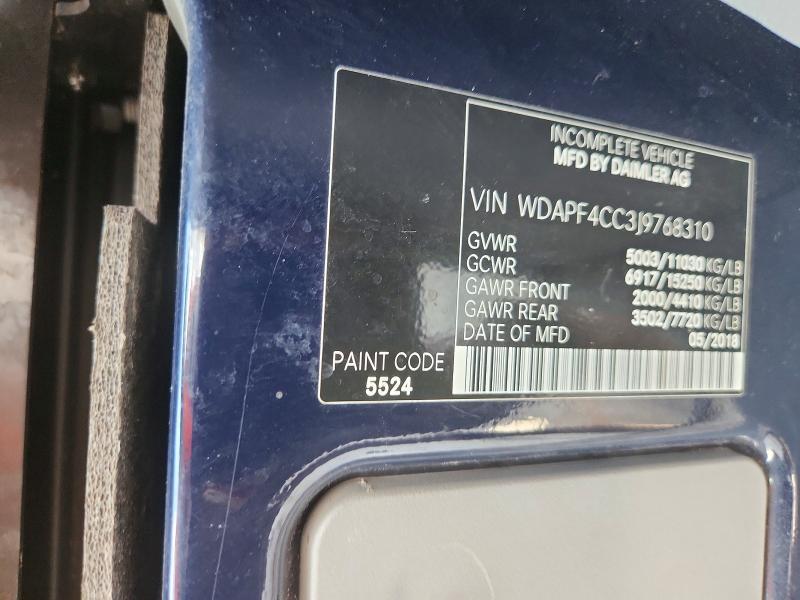 INCOMPLETE VEHICLE
MFD BY DAIMLER AG
VIN WDAPF4CC3J9768310
GVWR 5003/11030 KG/LB
GCWR 6917/15250 KG/LB
GAWR FRONT 2000/4410 KG/LB
GAWR REAR 3502/7720 KG/LB
DATE OF MFD 05/2018
PAINT CODE
5524